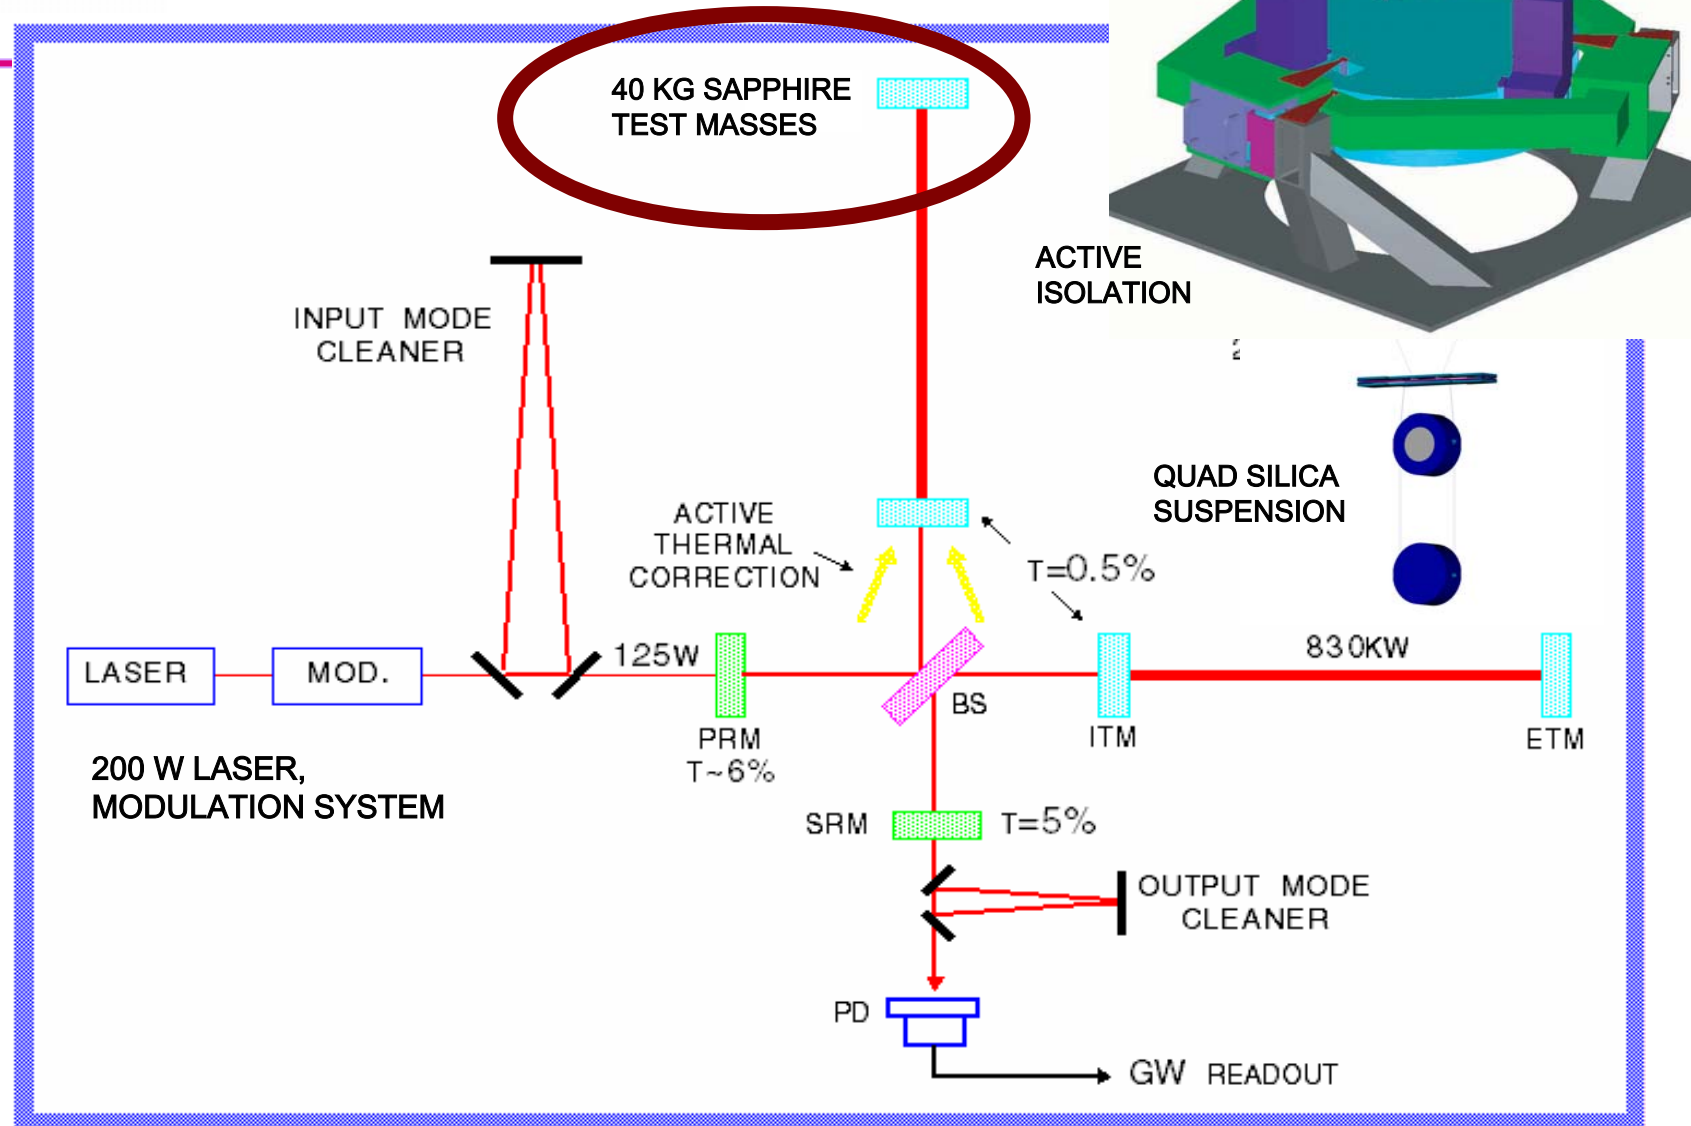 40 KG SAPPHIRE
TEST MASSES
ACTIVE
ISOLATION
INPUT MODE
CLEANER
QUAD SILICA
SUSPENSION
ACTIVE
THERMAL
CORRECTION
T=0.5%
LASER
MOD.
125W
830KW
BS
PRM
T~6%
ITM
ETM
200 W LASER,
MODULATION SYSTEM
SRM
T=5%
OUTPUT MODE
CLEANER
PD
GW READOUT